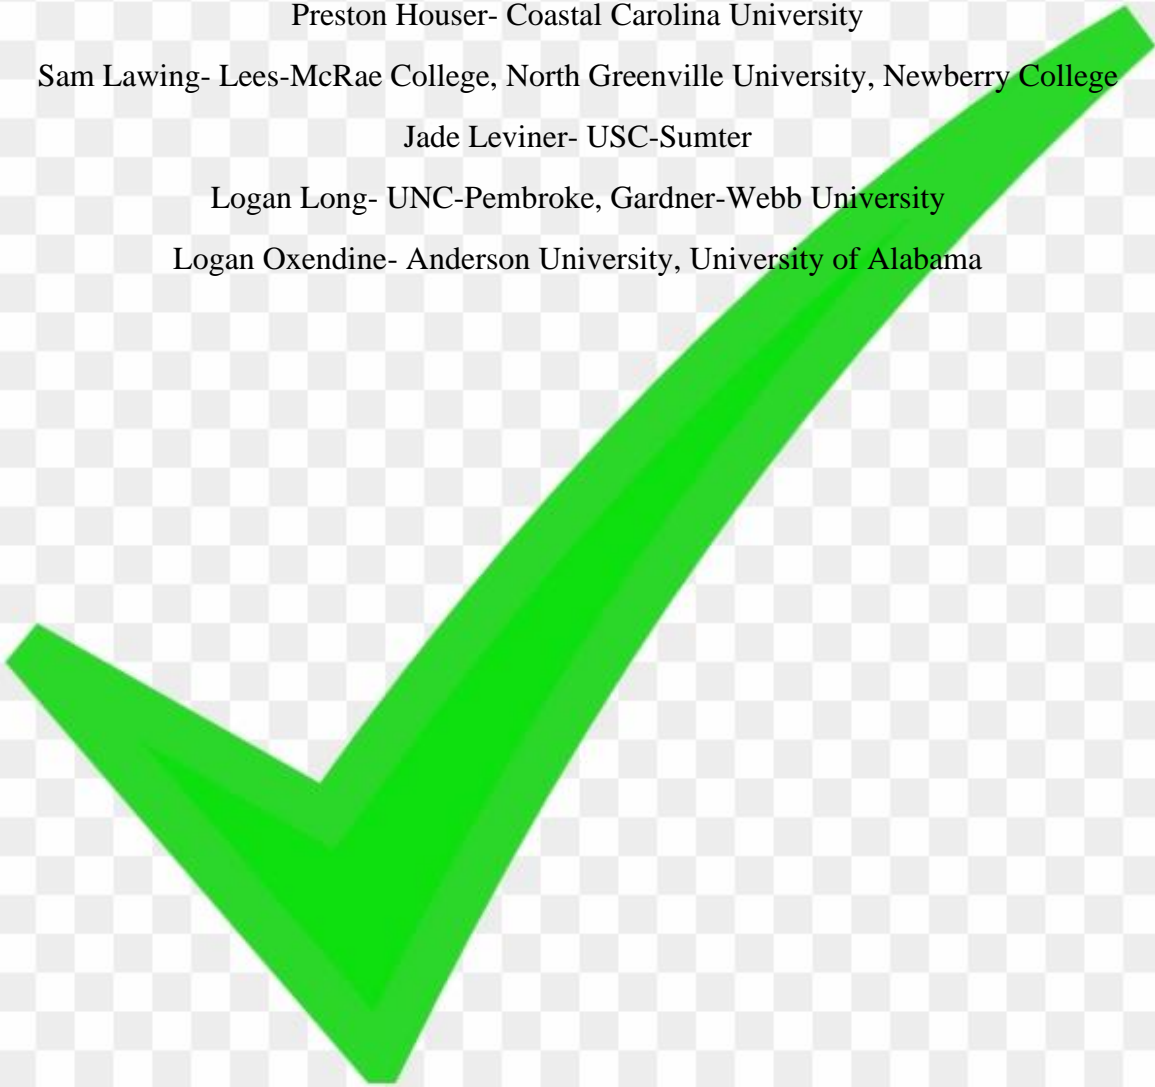 Preston Houser- Coastal Carolina University
Sam Lawing- Lees-McRae College, North Greenville University, Newberry College
Jade Leviner- USC-Sumter
Logan Long- UNC-Pembroke, Gardner-Webb University
Logan Oxendine- Anderson University, University of Alabama